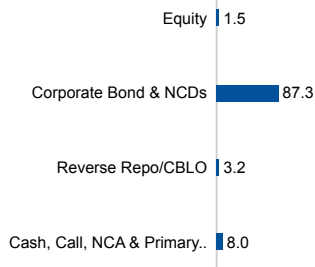 Equity 1.5
Corporate Bond & NCDs 87.3
Reverse Repo/CBLO 3.2
Cash, Call, NCA & Primary.. 8.0